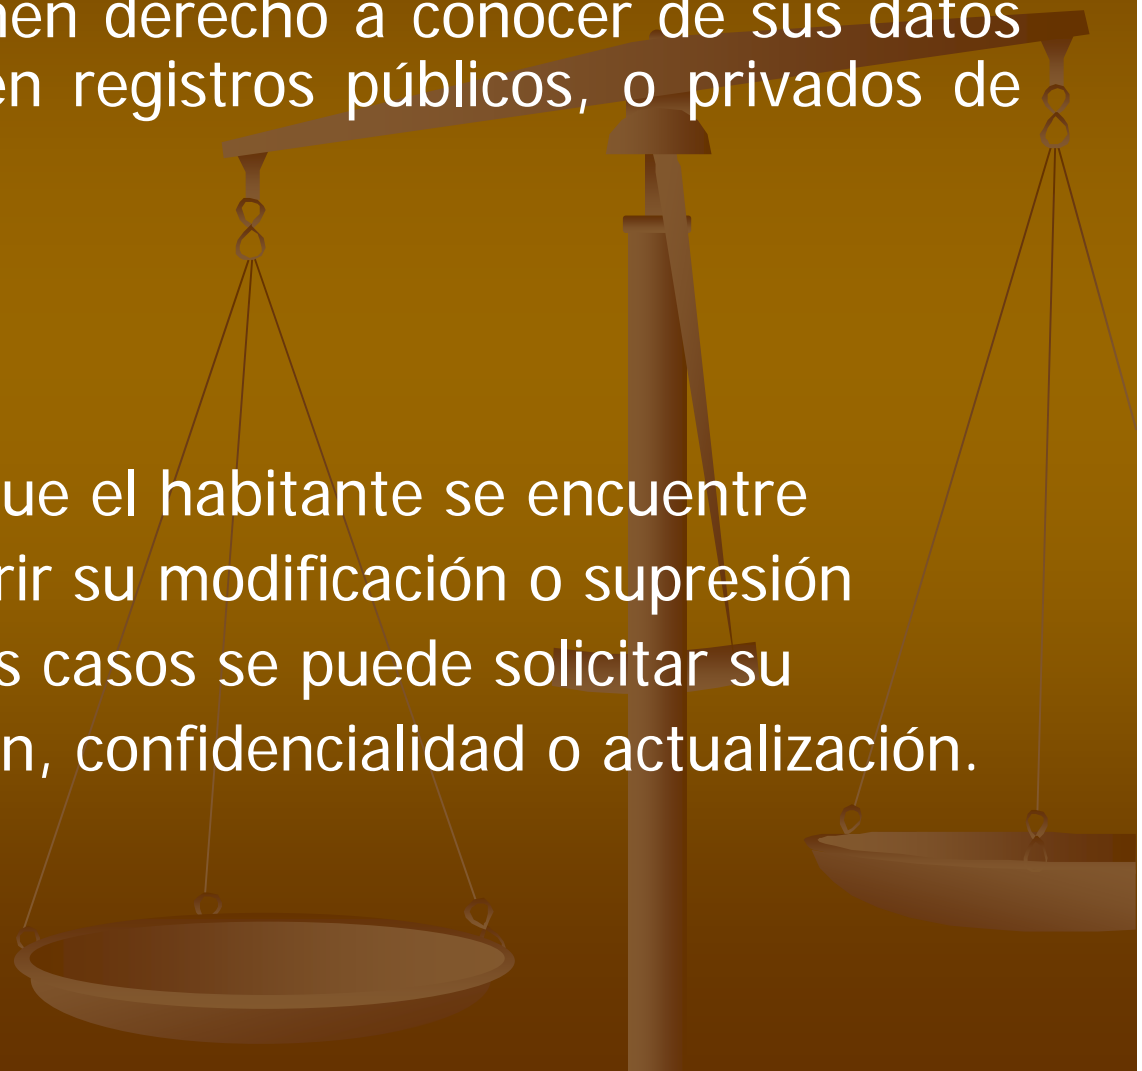 nen derecho a conocer de sus datos
en registros públicos, o privados de
ue el habitante se encuentre
rir su modificación o supresión
s casos se puede solicitar su
n, confidencialidad o actualización.